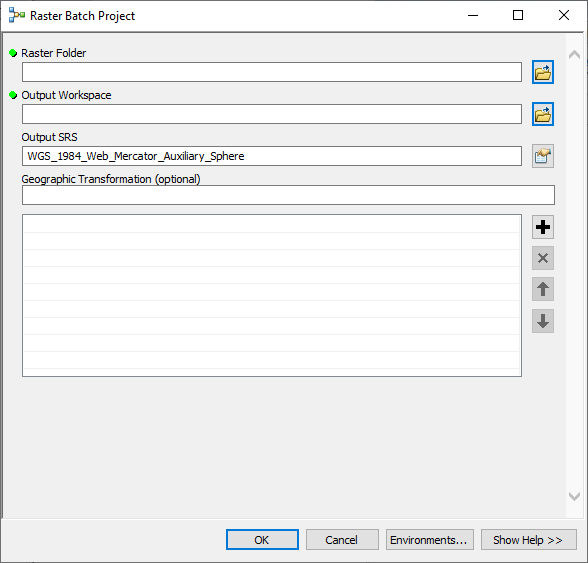 Raster Batch Project
Raster Folder
Output Workspace
Output SRS
WGS_1984_Web_Mercator_Auxiliary_Sphere
Geographic Transformation (optional)
OK
Cancel
Environments...
Show Help >>